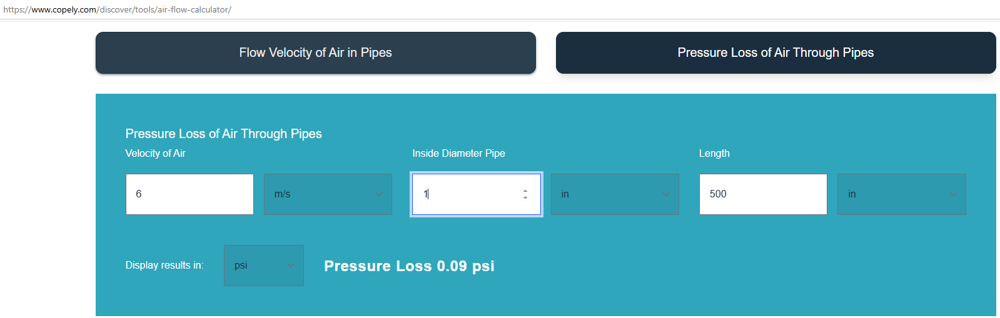 https://www.copely.com/discover/tools/air-flow-calculator/
Flow Velocity of Air in Pipes
Pressure Loss of Air Through Pipes
Pressure Loss of Air Through Pipes
Velocity of Air
Inside Diameter Pipe
Length
6
m/s
1
in
500
in
Display results in:
psi
Pressure Loss 0.09 psi